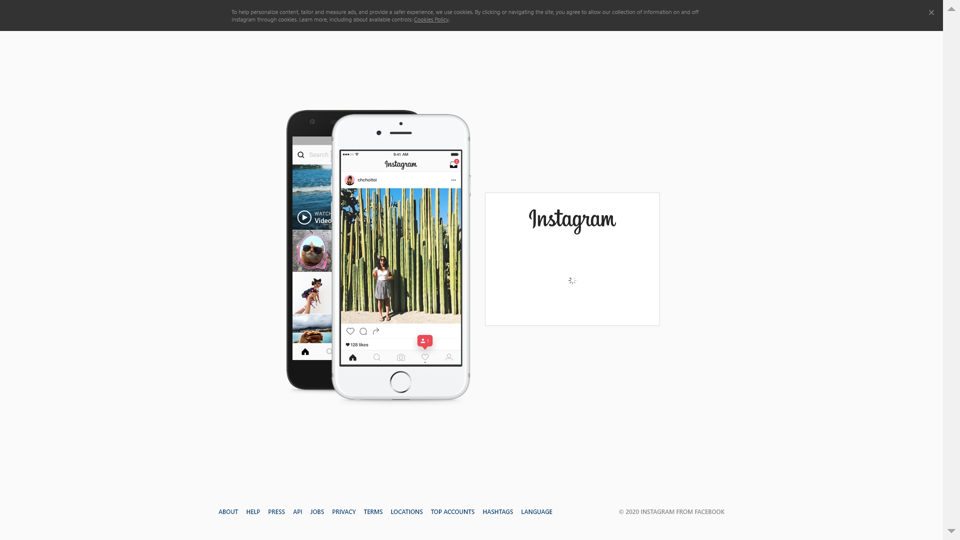 To help personalize content, tailor and measure ads, and provide a safer experience, we use cookies. By clicking or navigating the site, you agree to allow our collection of information on and off
Instagram through cookies. Learn more, including about available controls: Cookies Policy.
Search
WATCH
Video
9:41 AM
Instagram
chchoitoi
128 likes
Instagram
ABOUT HELP PRESS API JOBS PRIVACY TERMS LOCATIONS TOP ACCOUNTS HASHTAGS LANGUAGE
© 2020 INSTAGRAM FROM FACEBOOK